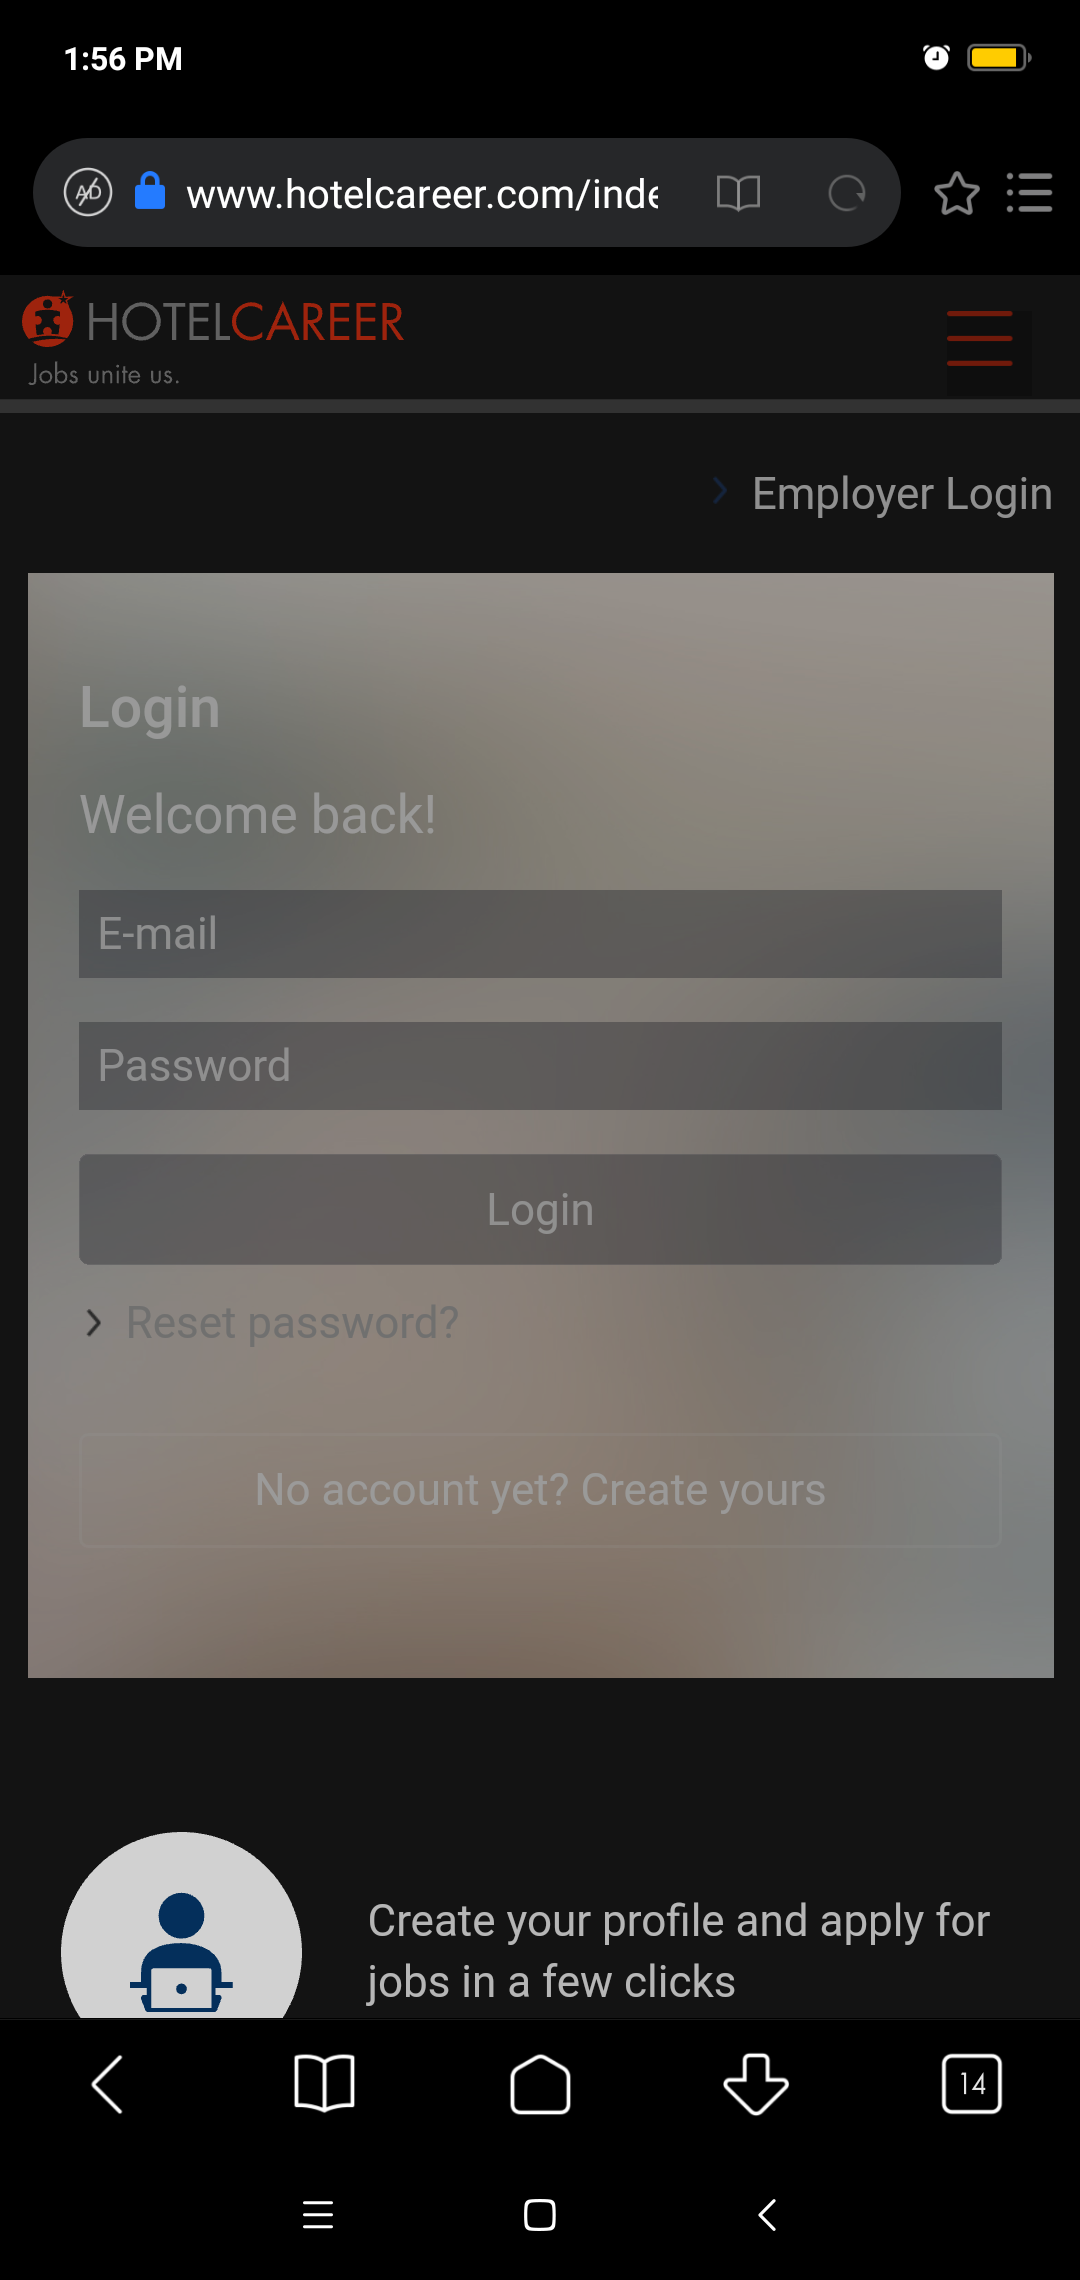 1:56 PM
AD www.hotelcareer.com/inde
HOTELCAREER
Jobs unite us.
Employer Login
Login
Welcome back!
E-mail
Password
Login
Reset password?
No account yet? Create yours
Create your profile and apply for
jobs in a few clicks
14